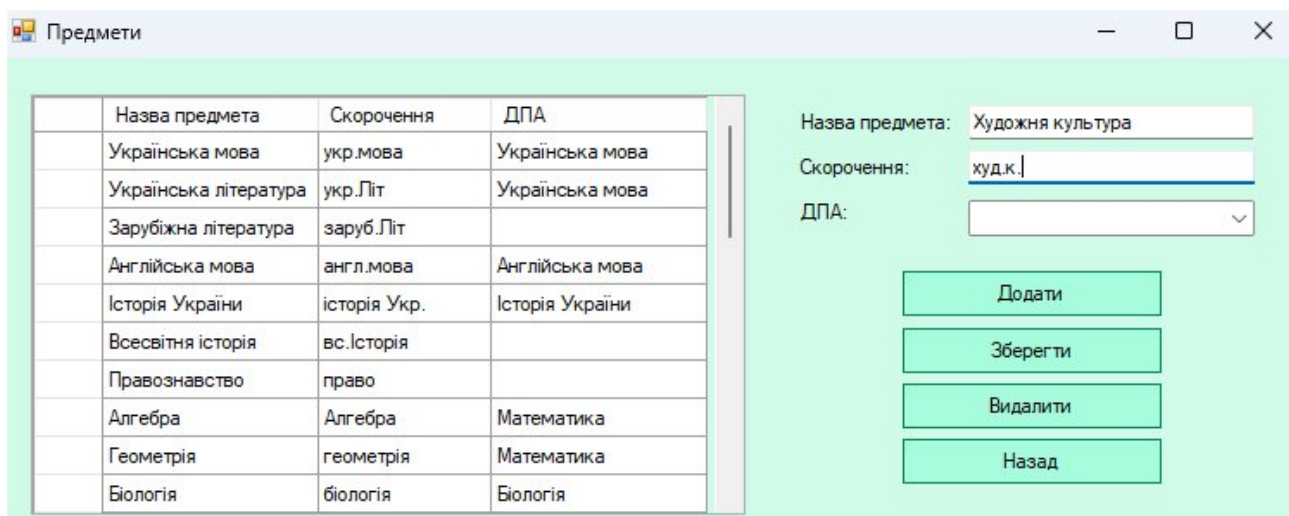 Предмети
Назва предмета Скорочення ДПА
Українська мова укр.мова Українська мова
Українська література укр.Літ Українська мова
Зарубіжна література заруб.Літ
Англійська мова англ.мова Англійська мова
Історія України історія Укр. Історія України
Всесвітня історія вс.Історія
Правознавство право
Алгебра Алгебра Математика
Геометрія геометрія Математика
Біологія біологія Біологія
Назва предмета: Художня культура
Скорочення: худ.к.
ДПА:
Додати
Зберегти
Видалити
Назад